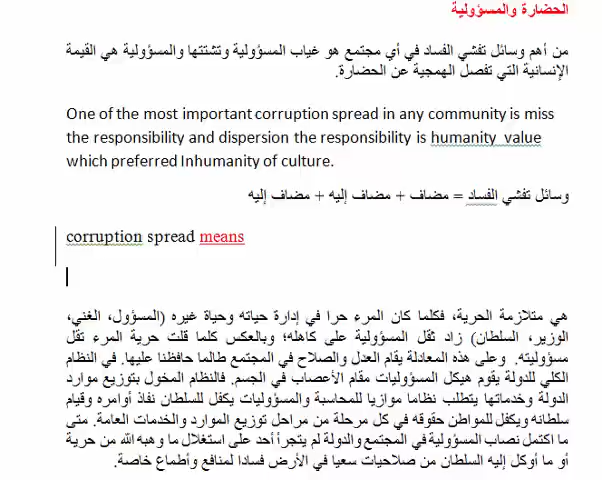 الحضارة والمسؤولية
من أهم وسائل تفشي الفساد في أي مجتمع هو غياب المسؤولية وتشتتها والمسؤولية هي القيمة
الإنسانية التي تفصل الهمجية عن الحضارة.
One of the most important corruption spread in any community is miss
the responsibility and dispersion the responsibility is humanity value
which preferred Inhumanity of culture.
وسائل تفشي الفساد = مضاف + مضاف إليه + مضاف إليه
corruption spread means
هي متلازمة الحرية، فكلما كان المرء حرا في إدارة حياته وحياة غيره (المسؤول، الغني،
الوزير، السلطان) زاد ثقل المسؤولية على كاهله؛ وبالعكس كلما قلت حرية المرء تقل
مسؤوليته. وعلى هذه المعادلة يقام العدل والصلاح في المجتمع طالما حافظنا عليها. في النظام
الكلي للدولة يقوم هيكل المسؤوليات مقام الأعصاب في الجسم. فالنظام المخول بتوزيع موارد
الدولة وخدماتها يتطلب نظاما موازيا للمحاسبة والمسؤوليات يكفل للسلطان نفاذ أوامره وقيام
سلطانه ويكفل للمواطن حقوقه في كل مرحلة من مراحل توزيع الموارد والخدمات العامة. متى
ما اكتمل نصاب المسؤولية في المجتمع والدولة لم يتجرأ أحد على استغلال ما وهبه الله من حرية
أو ما أوكل إليه السلطان من صلاحيات سعيا في الأرض فسادا لمنافع وأطماع خاصة.